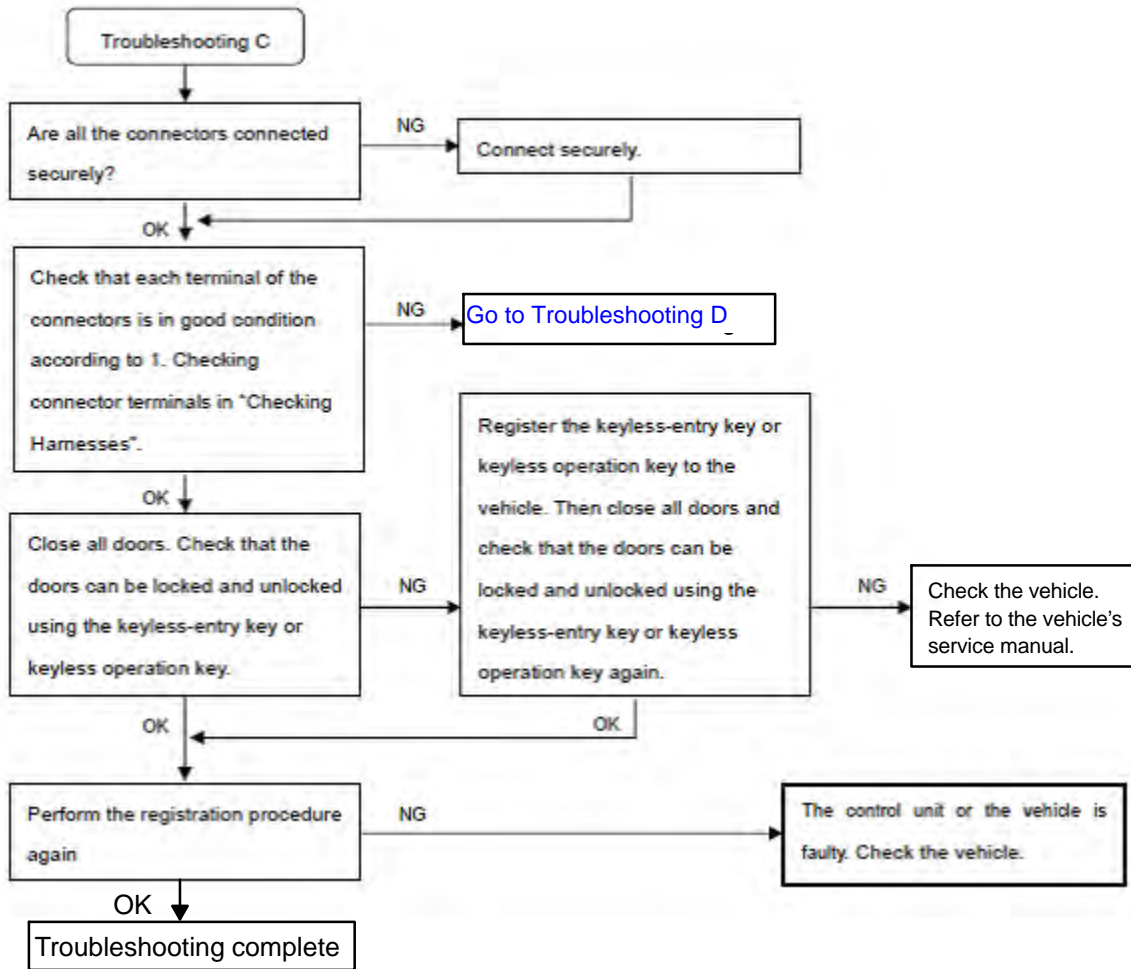 Troubleshooting C
Are all the connectors connected
securely?
NG
Connect securely.
OK
Check that each terminal of the
connectors is in good condition
according to 1. Checking
connector terminals in "Checking
Harnesses".
NG
Go to Troubleshooting D
OK
Close all doors. Check that the
doors can be locked and unlocked
using the keyless-entry key or
keyless operation key.
NG
Register the keyless-entry key or
keyless operation key to the
vehicle. Then close all doors and
check that the doors can be
locked and unlocked using the
keyless-entry key or keyless
operation key again.
NG
Check the vehicle.
Refer to the vehicle's
service manual.
OK
OK
Perform the registration procedure
again
NG
The control unit or the vehicle is
faulty. Check the vehicle.
OK
Troubleshooting complete